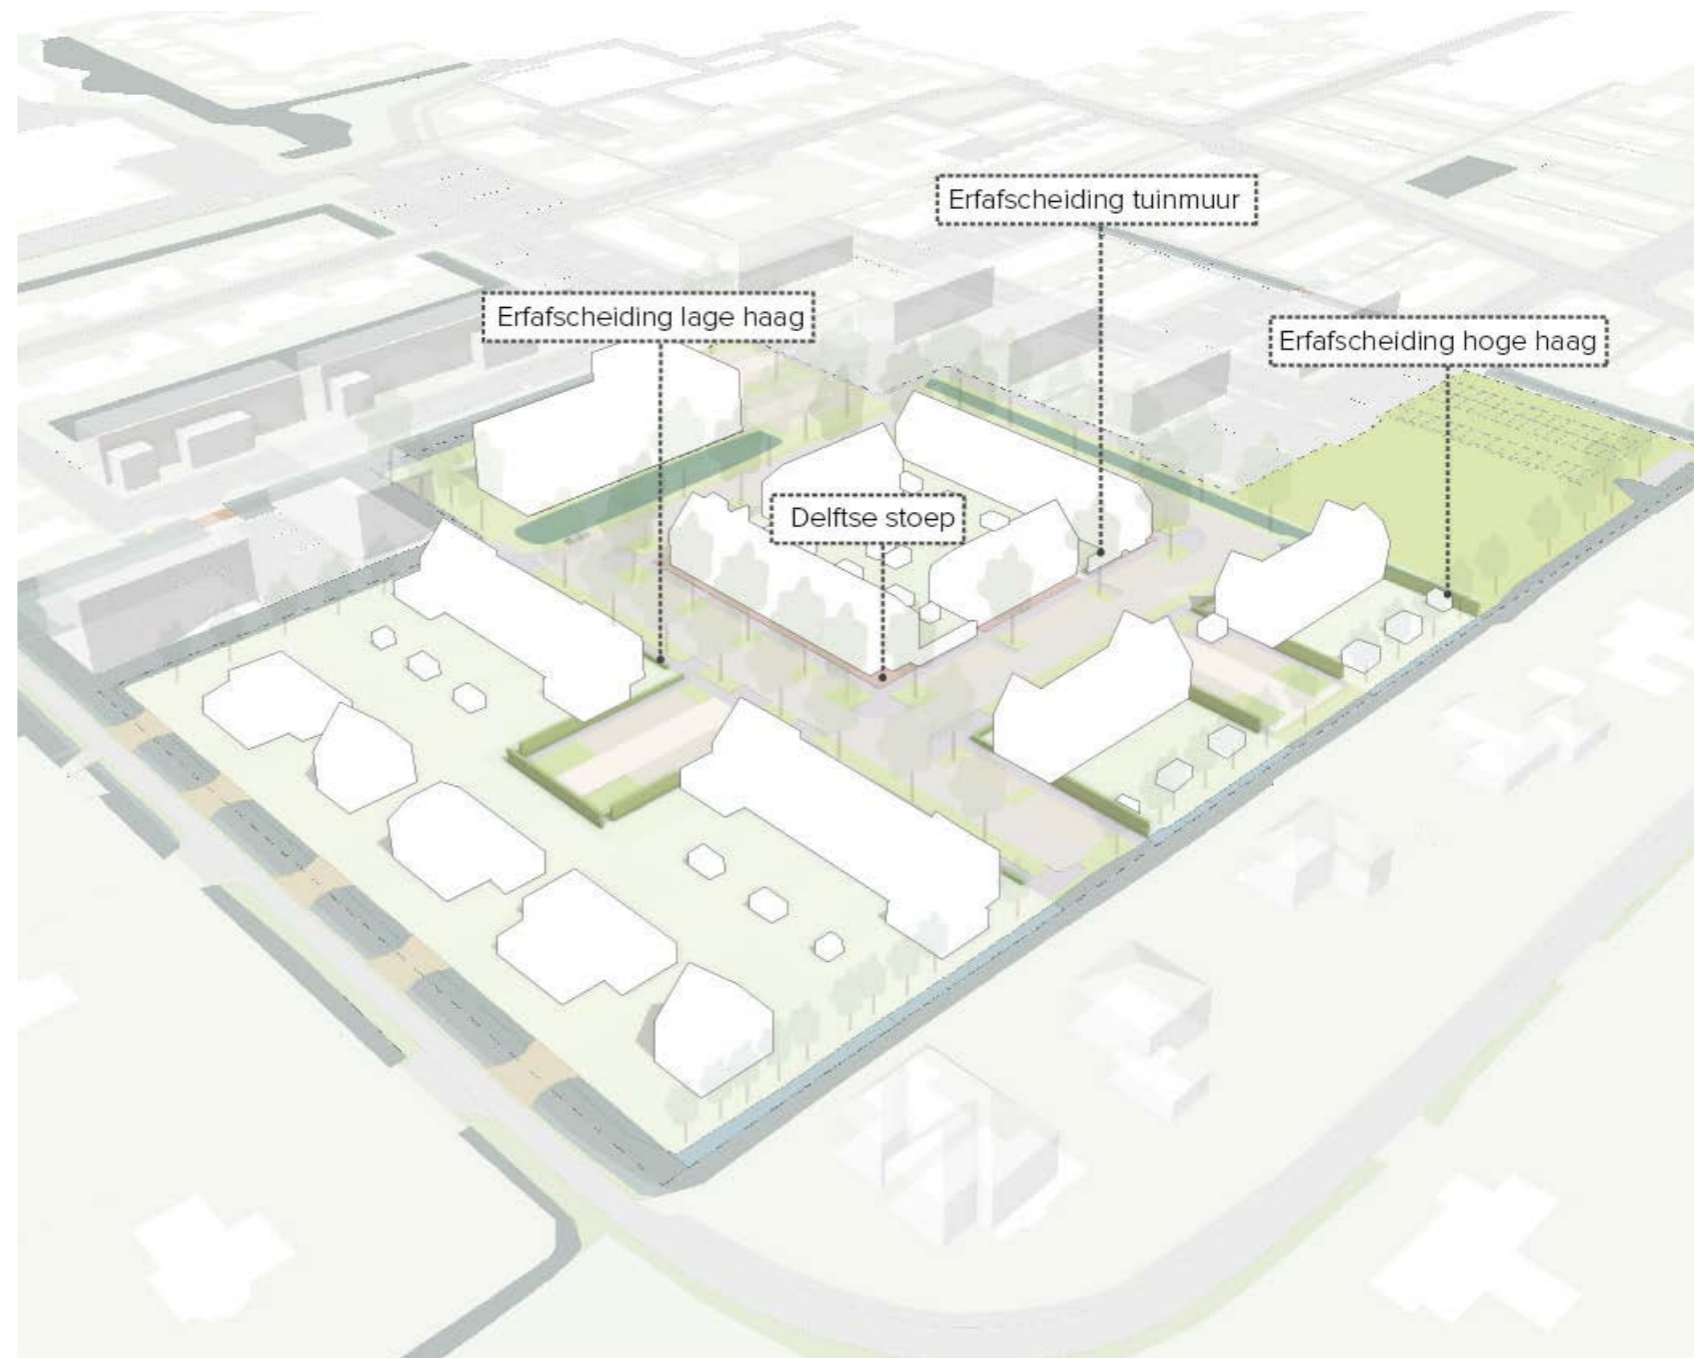 Erfafscheiding tuinmuur
Erfafscheiding lage haag
Erfafscheiding hoge haag
Delftse stoep